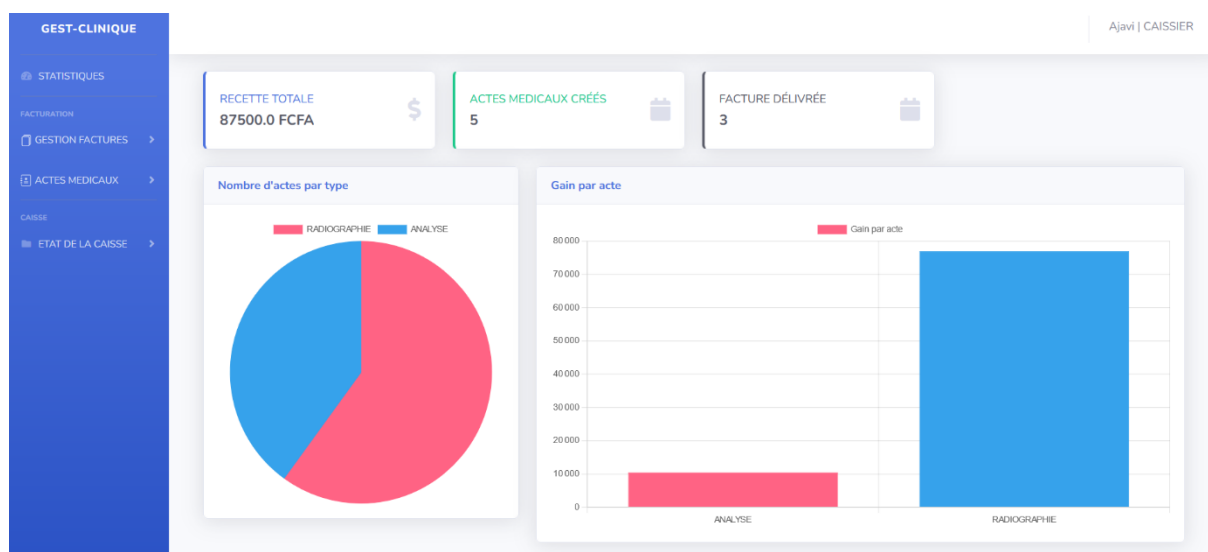 GEST-CLINIQUE
Ajavi | CAISSIER
STATISTIQUES
FACTURATION
GESTION FACTURES
ACTES MEDICAUX
CAISSE
ETAT DE LA CAISSE
RECETTE TOTALE
87500.0 FCFA
$
ACTES MEDICAUX CRÉÉS
5
FACTURE DÉLIVRÉE
3
Nombre d'actes par type
RADIOGRAPHIE ANALYSE
Gain par acte
Gain par acte
80 000
70 000
60 000
50 000
40 000
30 000
20 000
10 000
0
ANALYSE RADIOGRAPHIE